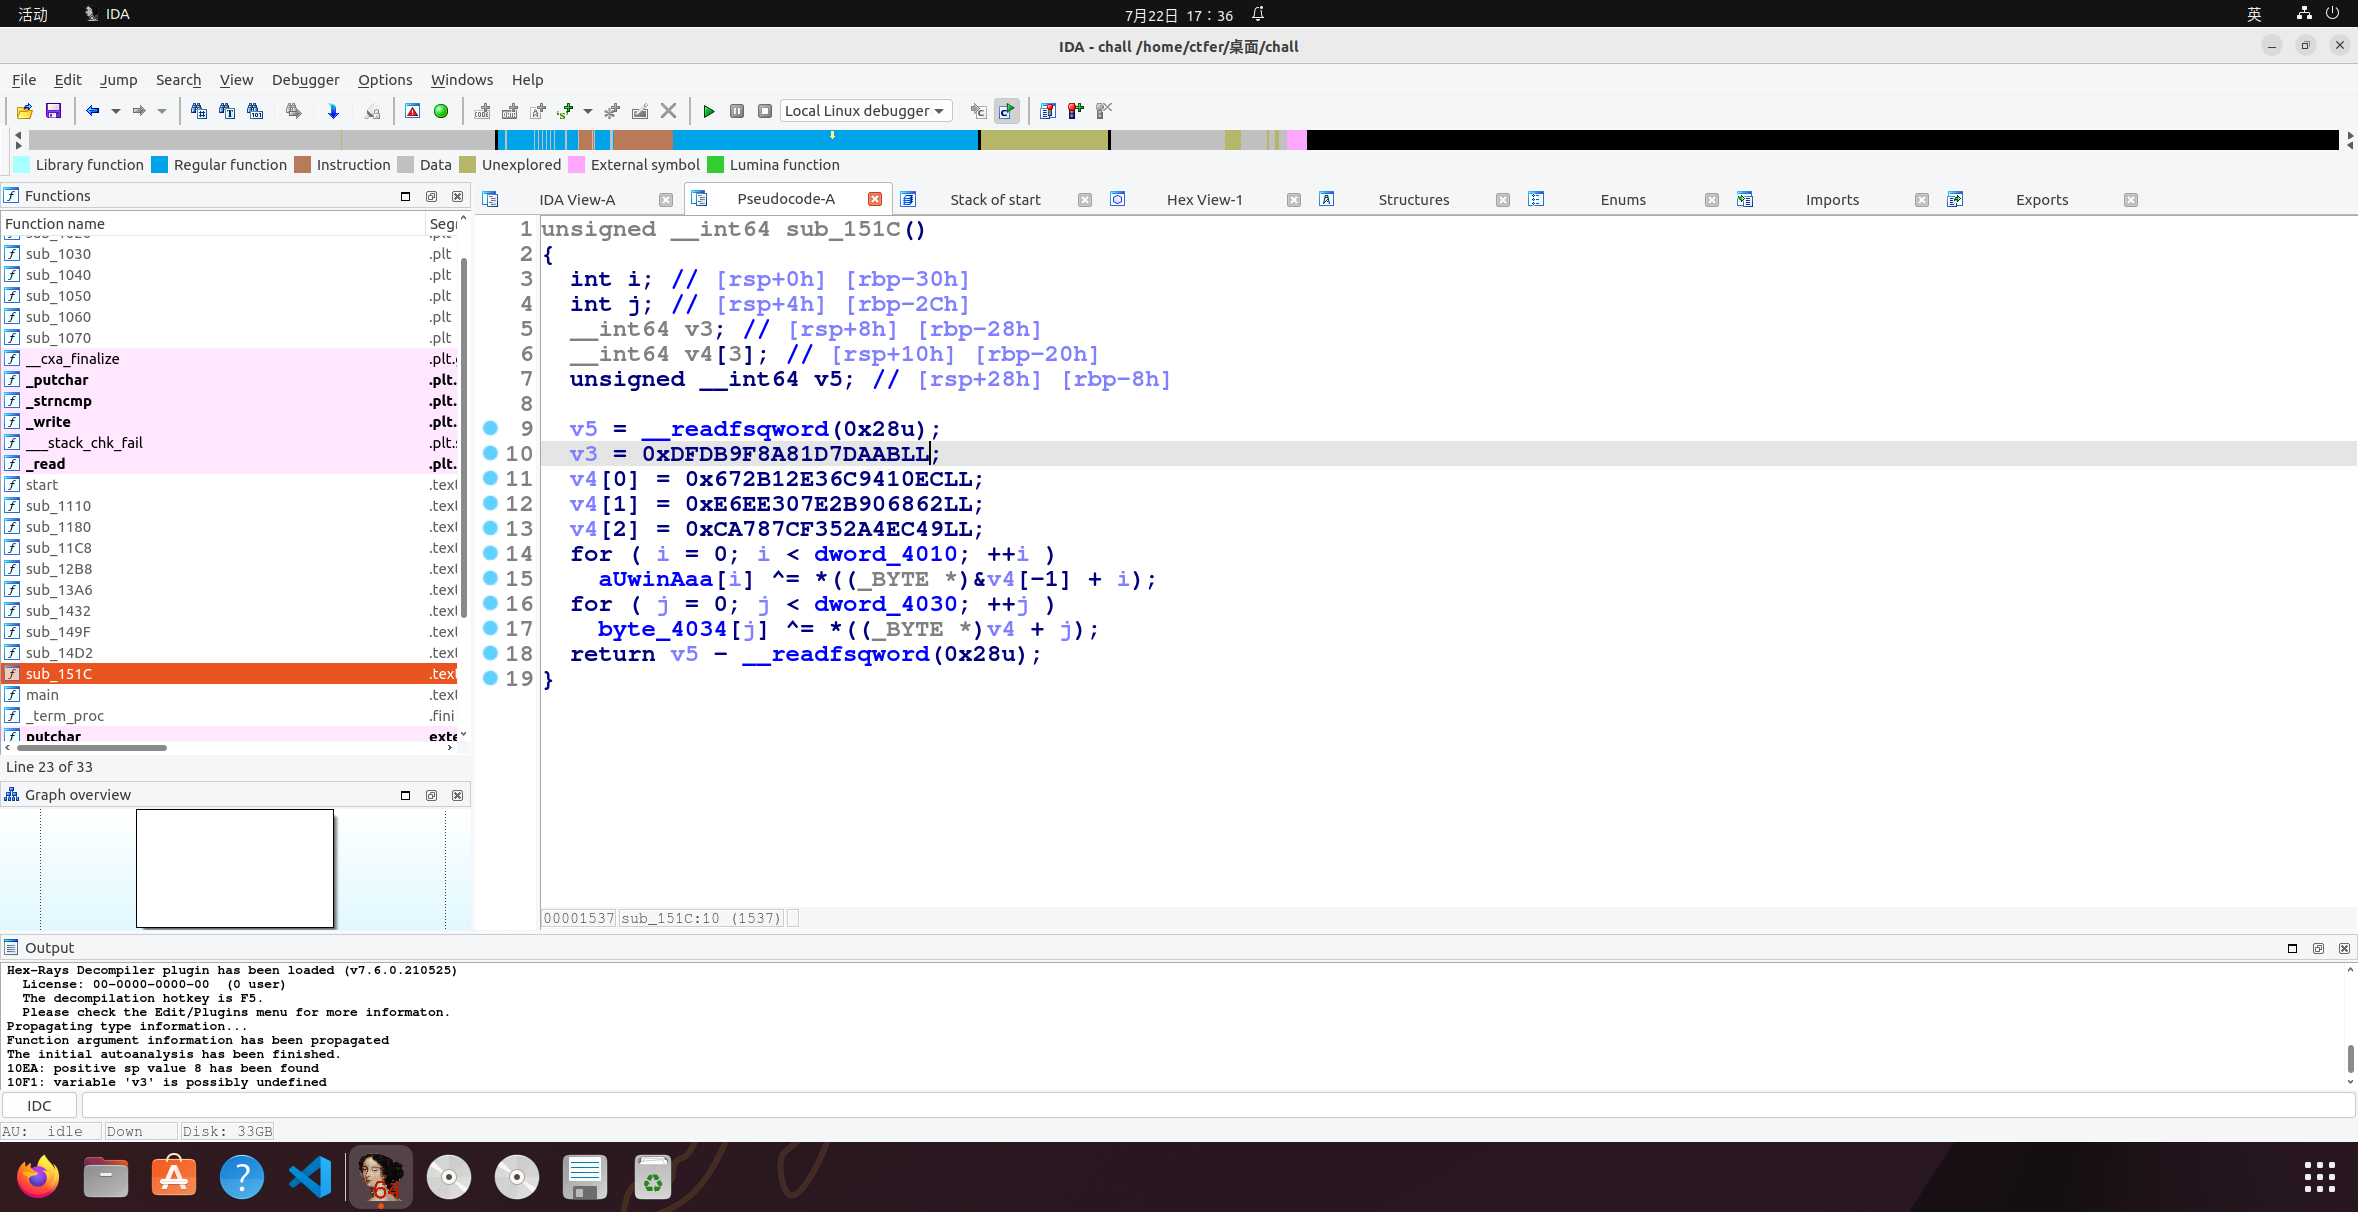 活动 IDA 7月22日 17:36 英
IDA - chall /home/ctfer/桌面/chall
File Edit Jump Search View Debugger Options Windows Help
Local Linux debugger
Library function Regular function Instruction Data Unexplored External symbol Lumina function
Functions
Function name Segr
sub_1030 .plt
sub_1040 .plt
sub_1050 .plt
sub_1060 .plt
sub_1070 .plt
__cxa_finalize .plt.
_putchar .plt.
_strncmp .plt.
_write .plt.
___stack_chk_fail .plt.
_read .plt.
start .text
sub_1110 .text
sub_1180 .text
sub_11C8 .text
sub_12B8 .text
sub_13A6 .text
sub_1432 .text
sub_149F .text
sub_14D2 .text
sub_151C .text
main .text
_term_proc .fini
putchar exte
Line 23 of 33
Graph overview
IDA View-A Pseudocode-A Stack of start Hex View-1 Structures Enums Imports Exports
1 unsigned __int64 sub_151C()
2 {
3 int i; // [rsp+0h] [rbp-30h]
4 int j; // [rsp+4h] [rbp-2Ch]
5 __int64 v3; // [rsp+8h] [rbp-28h]
6 __int64 v4[3]; // [rsp+10h] [rbp-20h]
7 unsigned __int64 v5; // [rsp+28h] [rbp-8h]
8
9 v5 = __readfsqword(0x28u);
10 v3 = 0xDFDB9F8A81D7DAABLL;
11 v4[0] = 0x672B12E36C9410ECLL;
12 v4[1] = 0xE6EE307E2B906862LL;
13 v4[2] = 0xCA787CF352A4EC49LL;
14 for ( i = 0; i < dword_4010; ++i )
15 aUwinAaa[i] ^= *((_BYTE *)&v4[-1] + i);
16 for ( j = 0; j < dword_4030; ++j )
17 byte_4034[j] ^= *((_BYTE *)v4 + j);
18 return v5 - __readfsqword(0x28u);
19 }
00001537 sub_151C:10 (1537)
Output
Hex-Rays Decompiler plugin has been loaded (v7.6.0.210525)
License: 00-0000-0000-00 (0 user)
The decompilation hotkey is F5.
Please check the Edit/Plugins menu for more informaton.
Propagating type information...
Function argument information has been propagated
The initial autoanalysis has been finished.
10EA: positive sp value 8 has been found
10F1: variable 'v3' is possibly undefined
IDC
AU: idle Down Disk: 33GB
64